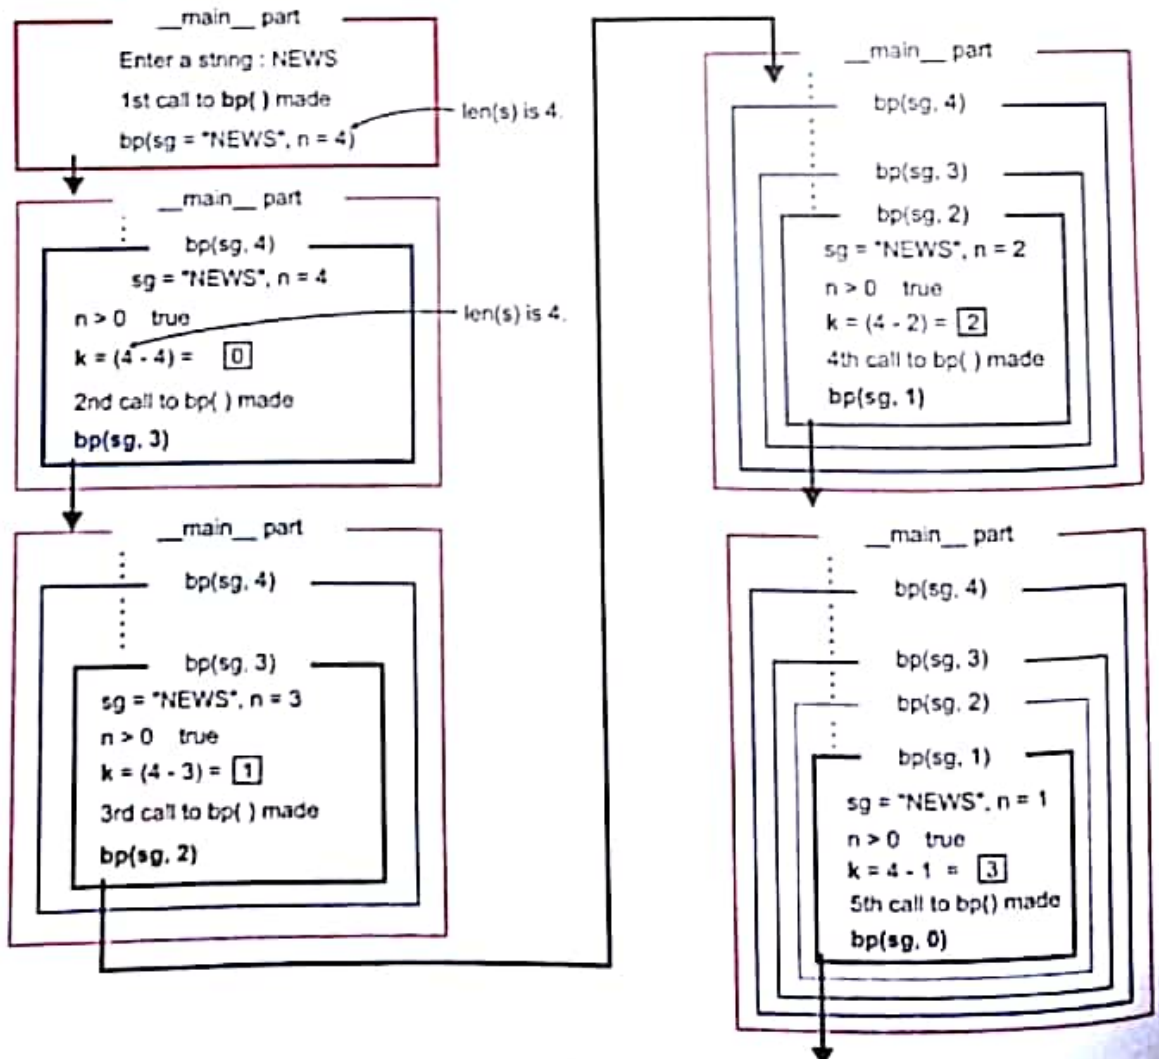 __main__ part
Enter a string : NEWS
1st call to bp( ) made
bp(sg = "NEWS", n = 4)
len(s) is 4.
__main__ part
bp(sg, 4)
sg = "NEWS", n = 4
n > 0 true
k = (4 - 4) = 0
len(s) is 4.
2nd call to bp( ) made
bp(sg, 3)
__main__ part
bp(sg, 4)
bp(sg, 3)
sg = "NEWS", n = 3
n > 0 true
k = (4 - 3) = 1
3rd call to bp( ) made
bp(sg, 2)
__main__ part
bp(sg, 4)
bp(sg, 3)
bp(sg, 2)
sg = "NEWS", n = 2
n > 0 true
k = (4 - 2) = 2
4th call to bp( ) made
bp(sg, 1)
__main__ part
bp(sg, 4)
bp(sg, 3)
bp(sg, 2)
bp(sg, 1)
sg = "NEWS", n = 1
n > 0 true
k = 4 - 1 = 3
5th call to bp() made
bp(sg, 0)